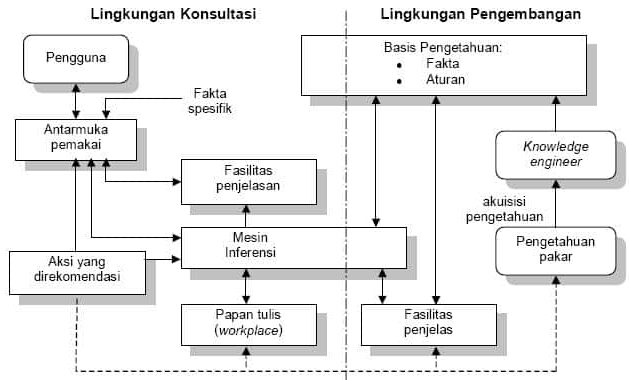 Lingkungan Konsultasi
Lingkungan Pengembangan
Pengguna
Basis Pengetahuan:
• Fakta
• Aturan
Fakta
spesifik
Antarmuka
pemakai
Knowledge
engineer
Fasilitas
penjelasan
akuisisi
pengetahuan
Mesin
Inferensi
Pengetahuan
pakar
Aksi yang
direkomendasi
Papan tulis
(workplace)
Fasilitas
penjelas